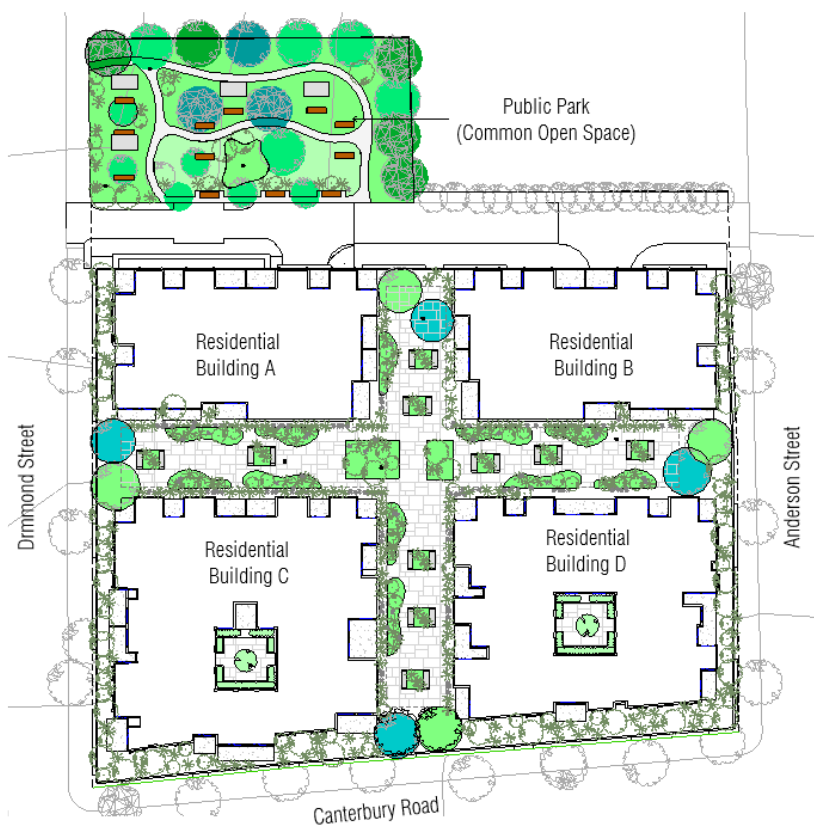 Public Park
(Common Open Space)
Residential
Building A
Residential
Building B
Drmmond Street
Anderson Street
Residential
Building C
Residential
Building D
Canterbury Road